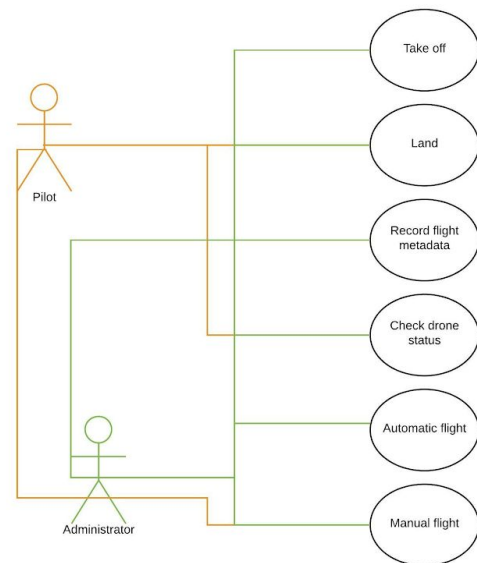 Take off
Land
Pilot
Record flight
metadata
Check drone
status
Automatic flight
Manual flight
Administrator